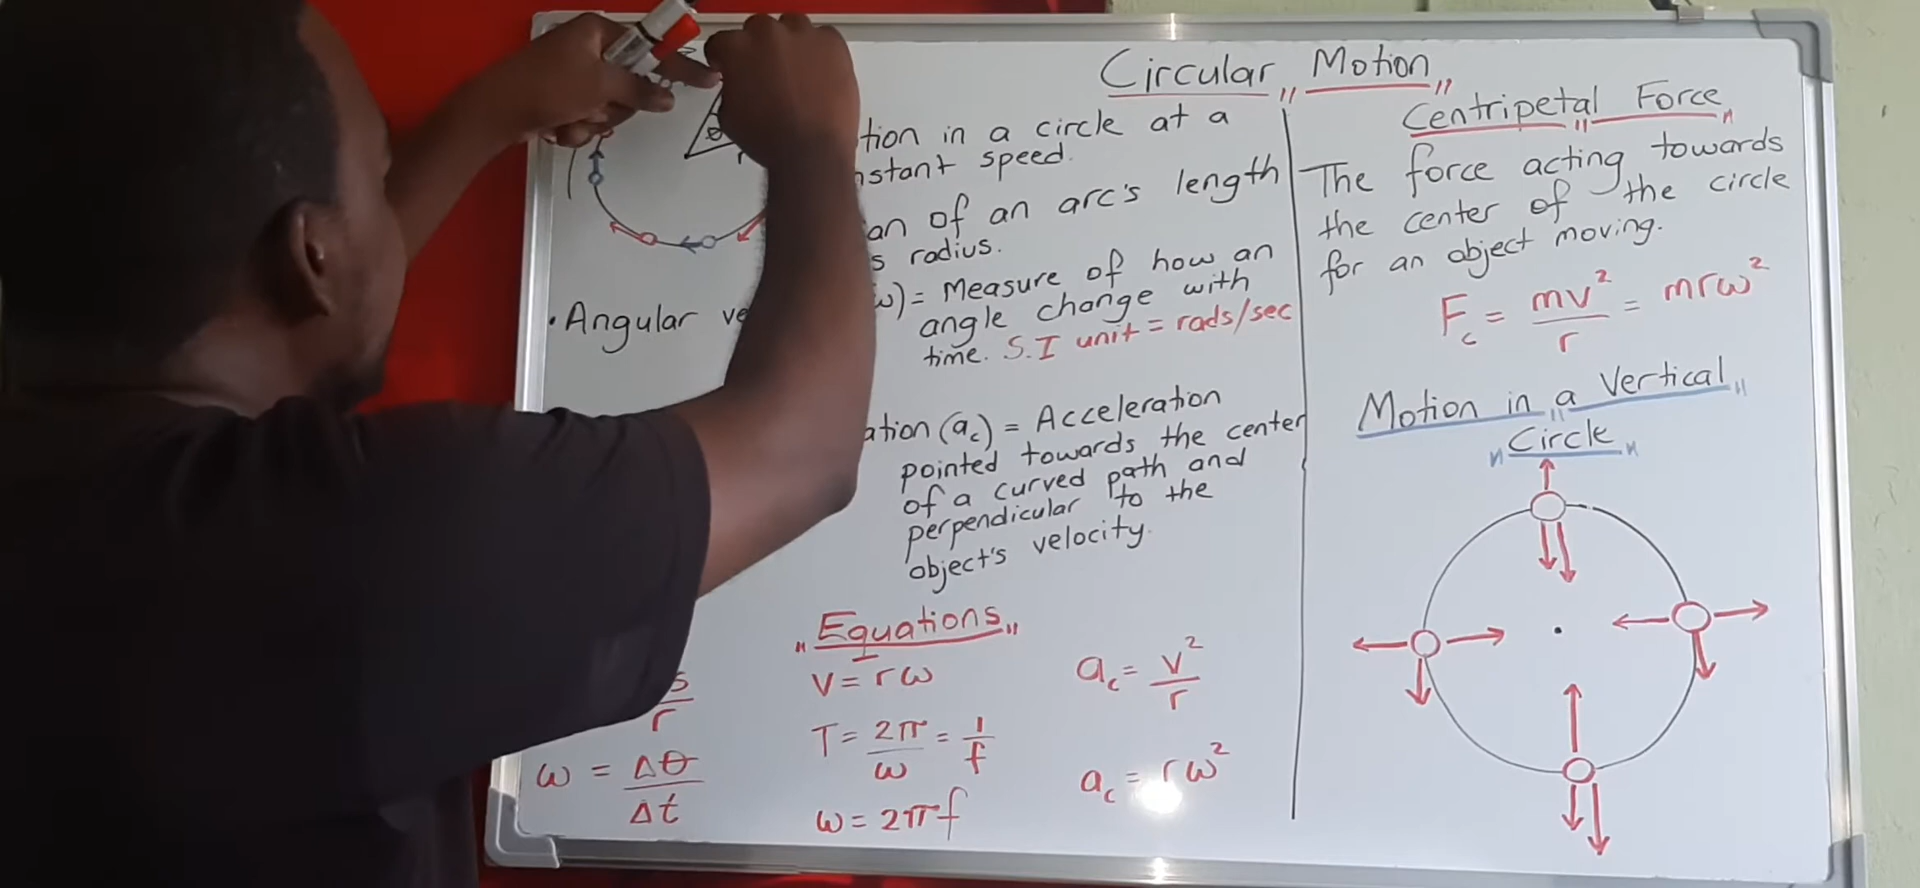 Circular Motion
θ
r
tion in a circle at a
nstant speed.
an of an arc's length
s radius.
• Angular ve
ω) = Measure of how an
angle change with
time. S.I unit = rads/sec
ation (ac) = Acceleration
pointed towards the center
of a curved path and
perpendicular to the
object's velocity.
"Equations"
s/r
ω = Δθ/Δt
V = rω
T = 2π/ω = 1/f
ω = 2πf
ac = v²/r
ac = rω²
Centripetal Force
The force acting towards
the center of the circle
for an object moving.
Fc = mv²/r = mrω²
Motion in a Vertical
"Circle"